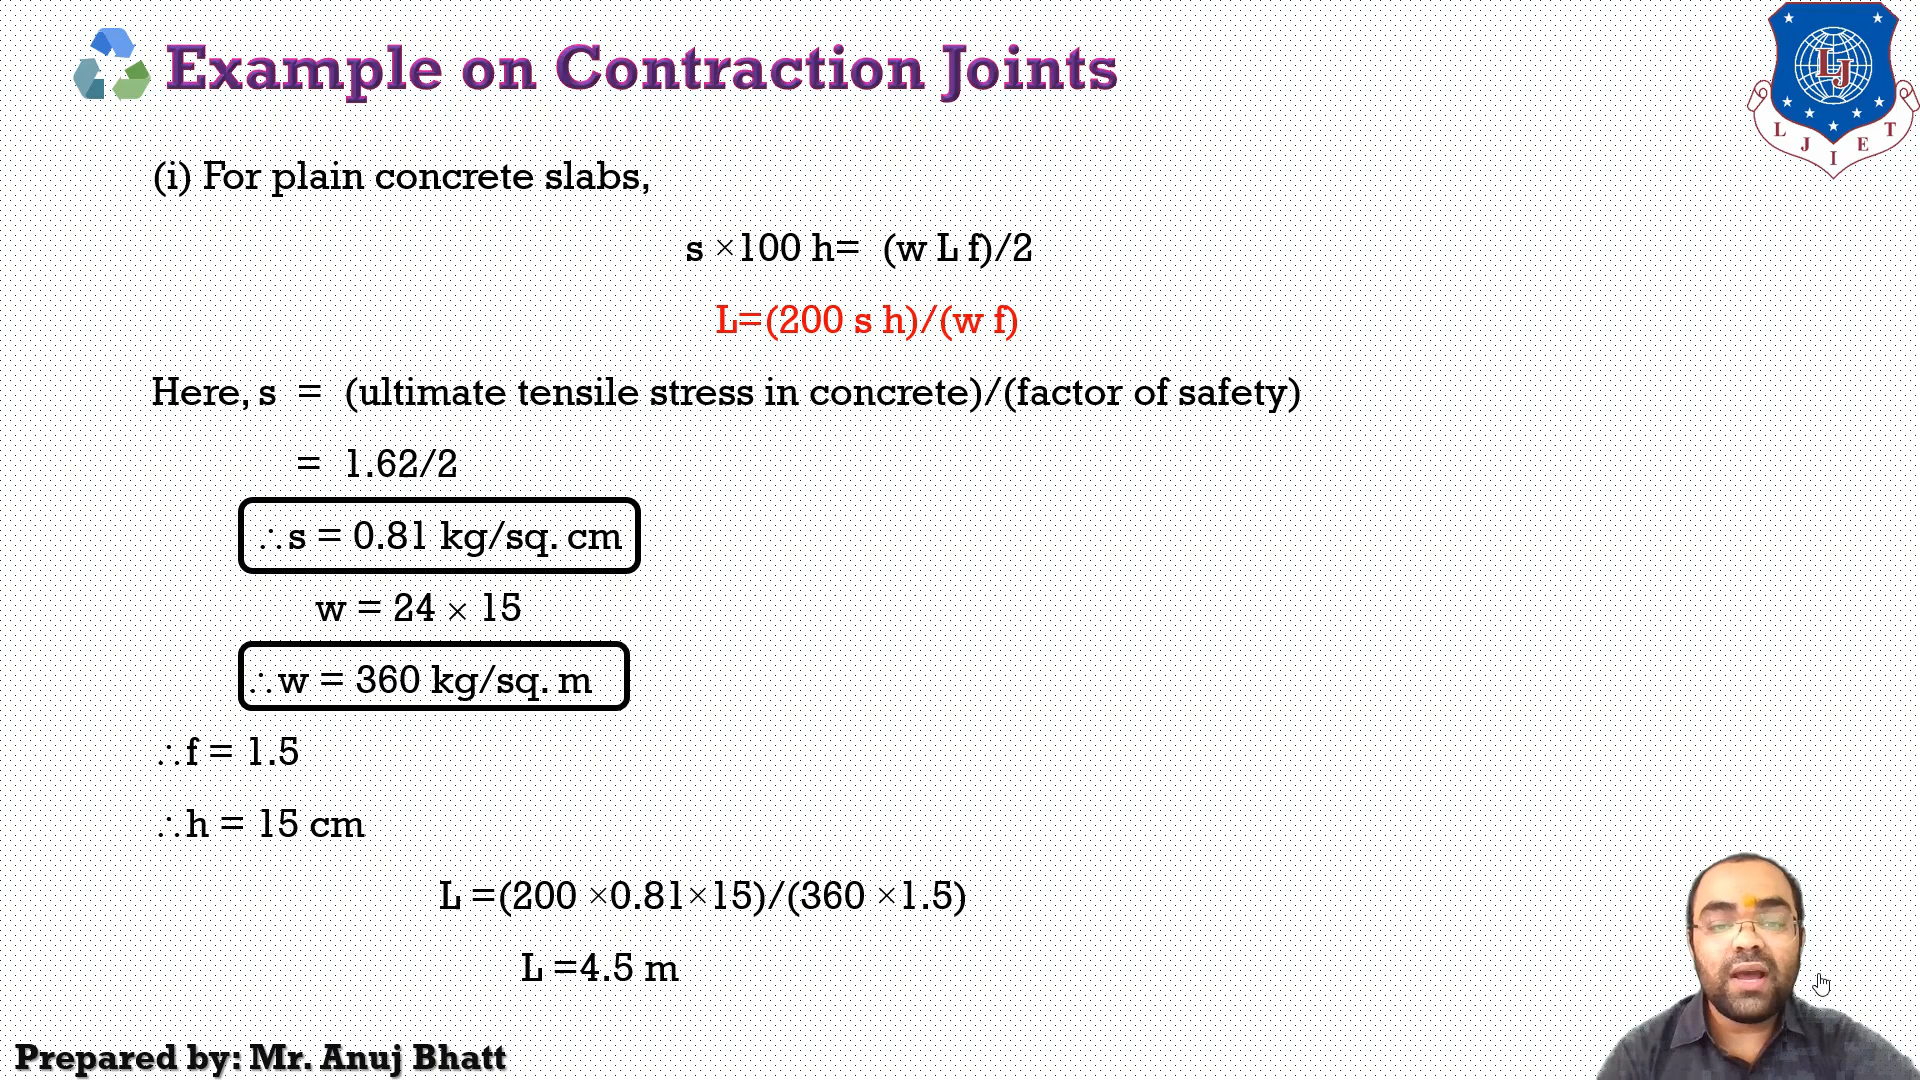 Example on Contraction Joints
LJ
L J I E T
(i) For plain concrete slabs,
s ×100 h= (w L f)/2
L=(200 s h)/(w f)
Here, s = (ultimate tensile stress in concrete)/(factor of safety)
= 1.62/2
∴s = 0.81 kg/sq. cm
w = 24 × 15
∴w = 360 kg/sq. m
∴f = 1.5
∴h = 15 cm
L =(200 ×0.81×15)/(360 ×1.5)
L =4.5 m
Prepared by: Mr. Anuj Bhatt